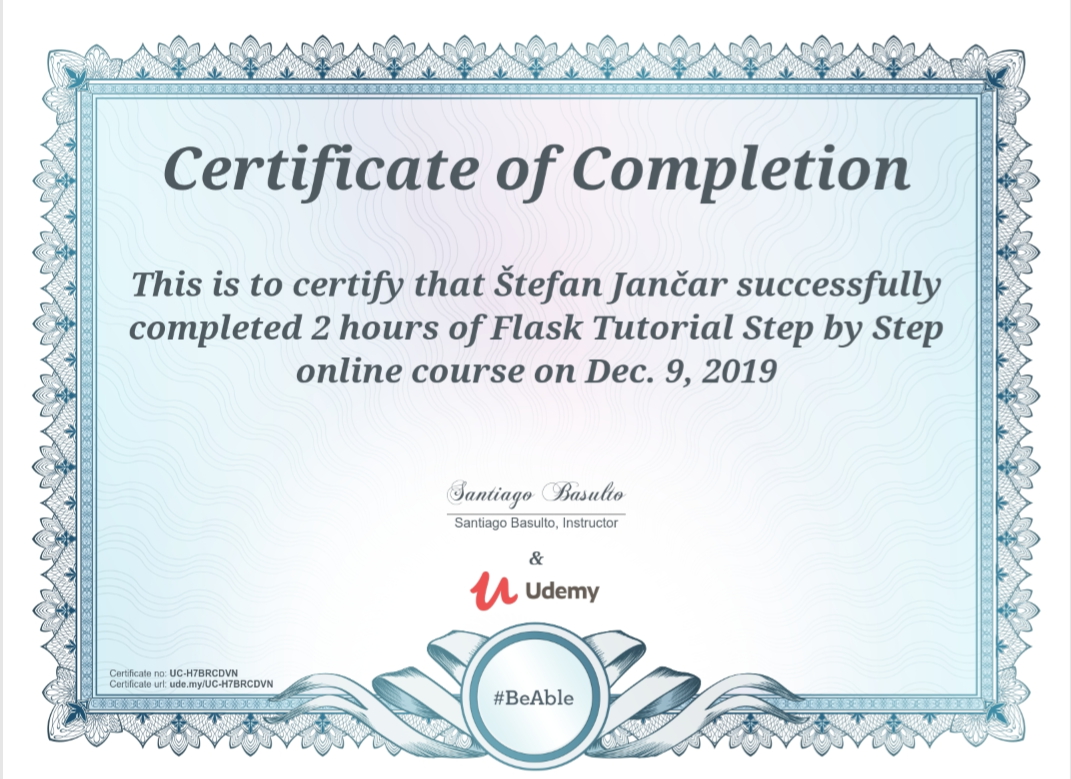 Certificate of Completion
This is to certify that Štefan Jančar successfully
completed 2 hours of Flask Tutorial Step by Step
online course on Dec. 9, 2019
Santiago Basulto
Santiago Basulto, Instructor
&
Udemy
Certificate no: UC-H7BRCDVN
Certificate url: ude.my/UC-H7BRCDVN
#BeAble